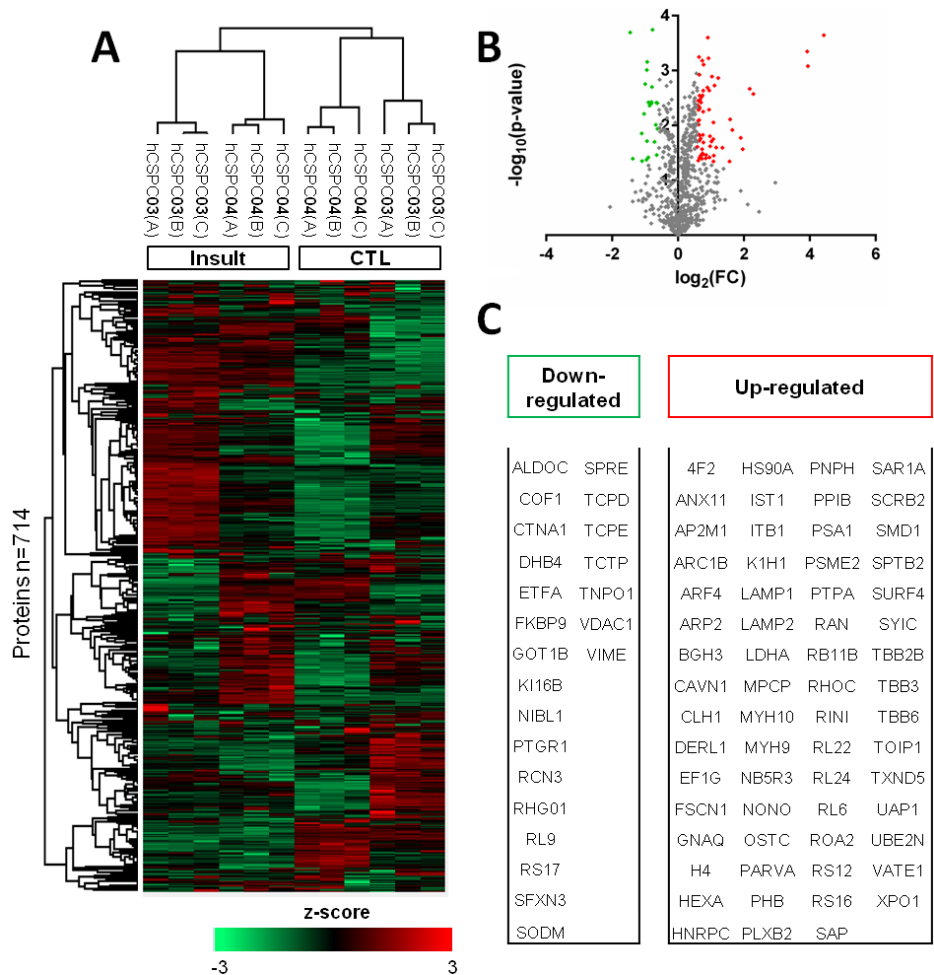 A
hCSPC03(A)
hCSPC03(B)
hCSPC03(C)
hCSPC04(A)
hCSPC04(B)
hCSPC04(C)
hCSPC04(A)
hCSPC04(B)
hCSPC04(C)
hCSPC03(A)
hCSPC03(B)
hCSPC03(C)
Insult CTL
Proteins n=714
z-score
-3 3
B
4
3
2
1
-log10(p-value)
-4 -2 0 2 4 6
log2(FC)
C
Down-
regulated
Up-regulated
ALDOC SPRE
COF1 TCPD
CTNA1 TCPE
DHB4 TCTP
ETFA TNPO1
FKBP9 VDAC1
GOT1B VIME
KI16B
NIBL1
PTGR1
RCN3
RHG01
RL9
RS17
SFXN3
SODM
4F2 HS90A PNPH SAR1A
ANX11 IST1 PPIB SCRB2
AP2M1 ITB1 PSA1 SMD1
ARC1B K1H1 PSME2 SPTB2
ARF4 LAMP1 PTPA SURF4
ARP2 LAMP2 RAN SYIC
BGH3 LDHA RB11B TBB2B
CAVN1 MPCP RHOC TBB3
CLH1 MYH10 RINI TBB6
DERL1 MYH9 RL22 TOIP1
EF1G NB5R3 RL24 TXND5
FSCN1 NONO RL6 UAP1
GNAQ OSTC ROA2 UBE2N
H4 PARVA RS12 VATE1
HEXA PHB RS16 XPO1
HNRPC PLXB2 SAP